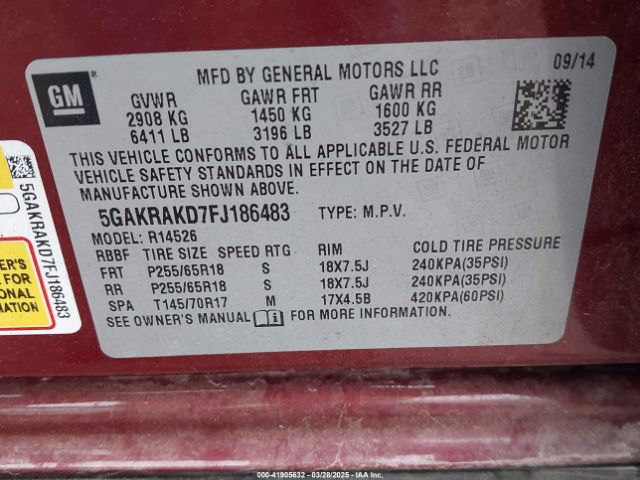 GM
MFD BY GENERAL MOTORS LLC
09/14
GVWR GAWR FRT GAWR RR
2908 KG 1450 KG 1600 KG
6411 LB 3196 LB 3527 LB
THIS VEHICLE CONFORMS TO ALL APPLICABLE U.S. FEDERAL MOTOR
VEHICLE SAFETY STANDARDS IN EFFECT ON THE DATE OF
MANUFACTURE SHOWN ABOVE.
5GAKRAKD7FJ186483 TYPE: M.P.V.
MODEL: R14526
RBBF TIRE SIZE SPEED RTG RIM COLD TIRE PRESSURE
FRT P255/65R18 S 18X7.5J 240KPA(35PSI)
RR P255/65R18 S 18X7.5J 240KPA(35PSI)
SPA T145/70R17 M 17X4.5B 420KPA(60PSI)
SEE OWNER'S MANUAL FOR MORE INFORMATION.
5GAKRAKD7FJ186483
ER'S
FOR
ONAL
MATION
000-41905632 03/28/2025 IAA Inc.